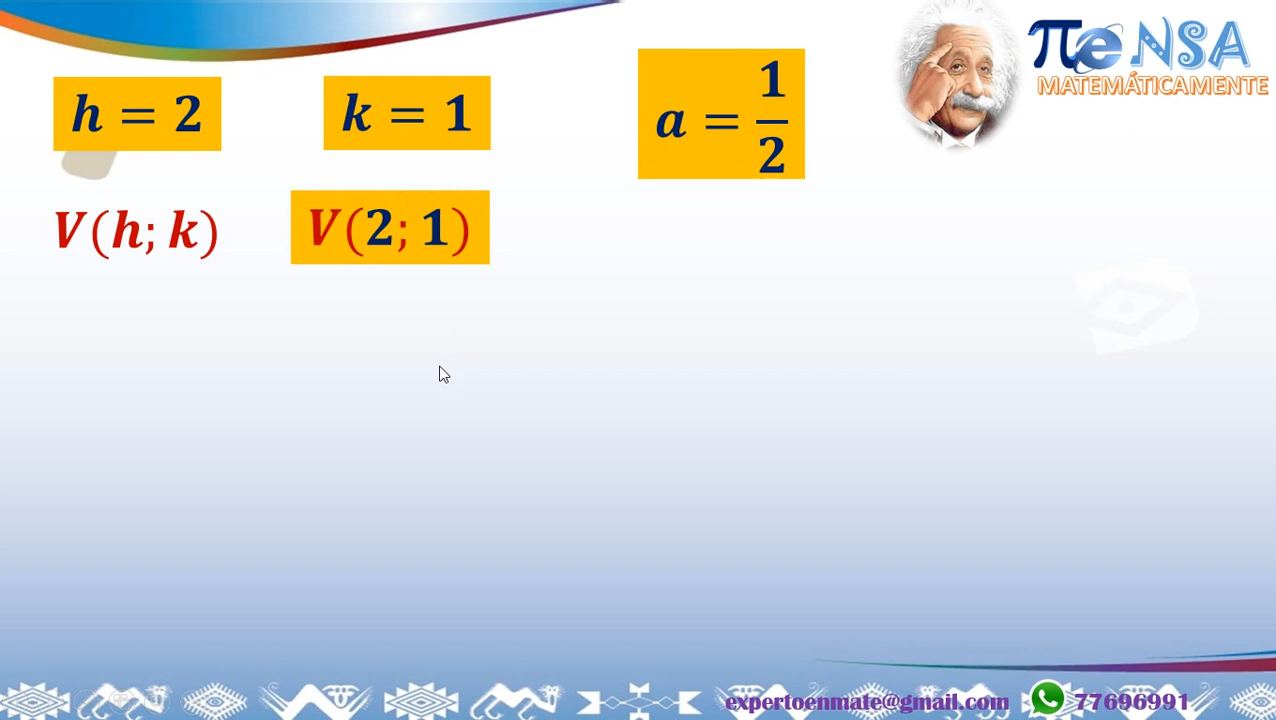 πeNSA
MATEMÁTICAMENTE
h = 2
k = 1
a = 1/2
V(h; k)
V(2; 1)
expertoenmate@gmail.com 77696991